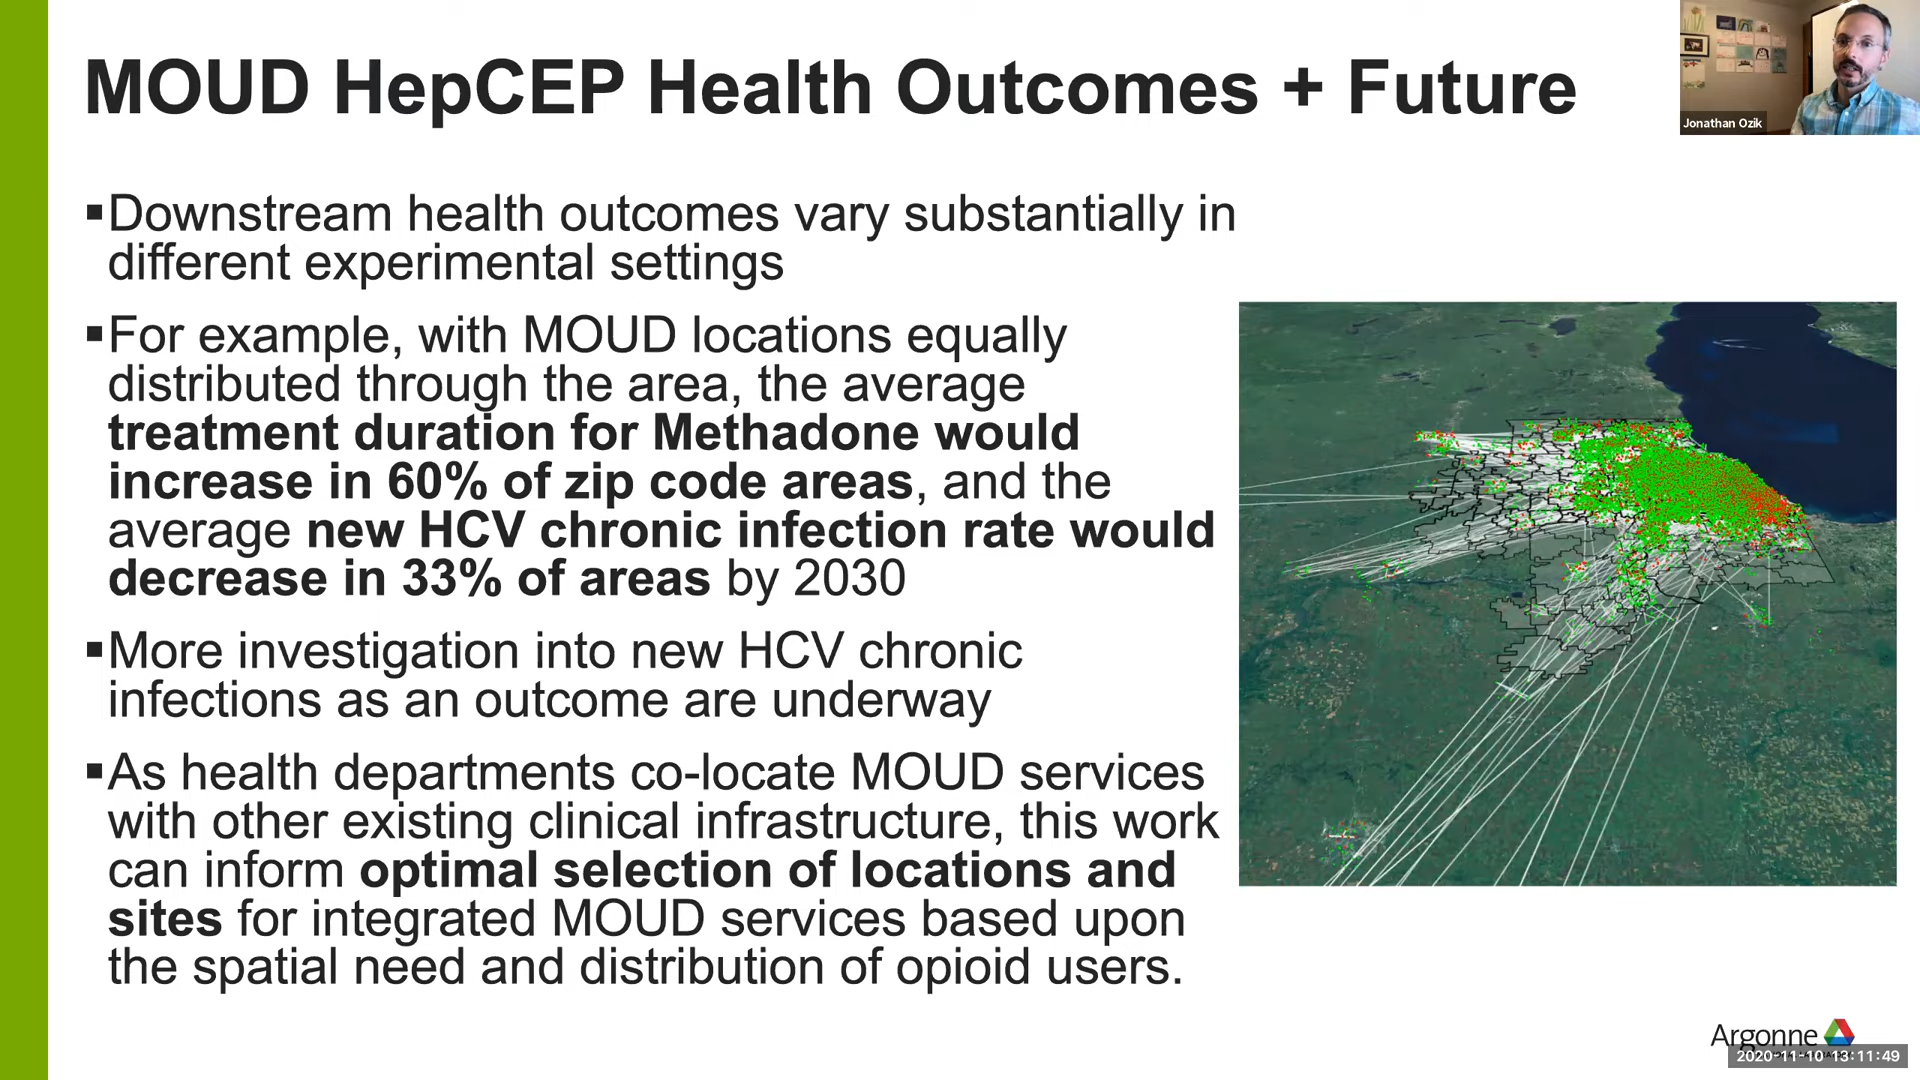 MOUD HepCEP Health Outcomes + Future
Jonathan Ozik
▪Downstream health outcomes vary substantially in
different experimental settings
▪For example, with MOUD locations equally
distributed through the area, the average
treatment duration for Methadone would
increase in 60% of zip code areas, and the
average new HCV chronic infection rate would
decrease in 33% of areas by 2030
▪More investigation into new HCV chronic
infections as an outcome are underway
▪As health departments co-locate MOUD services
with other existing clinical infrastructure, this work
can inform optimal selection of locations and
sites for integrated MOUD services based upon
the spatial need and distribution of opioid users.
Argonne
2020-11-10 13:11:49